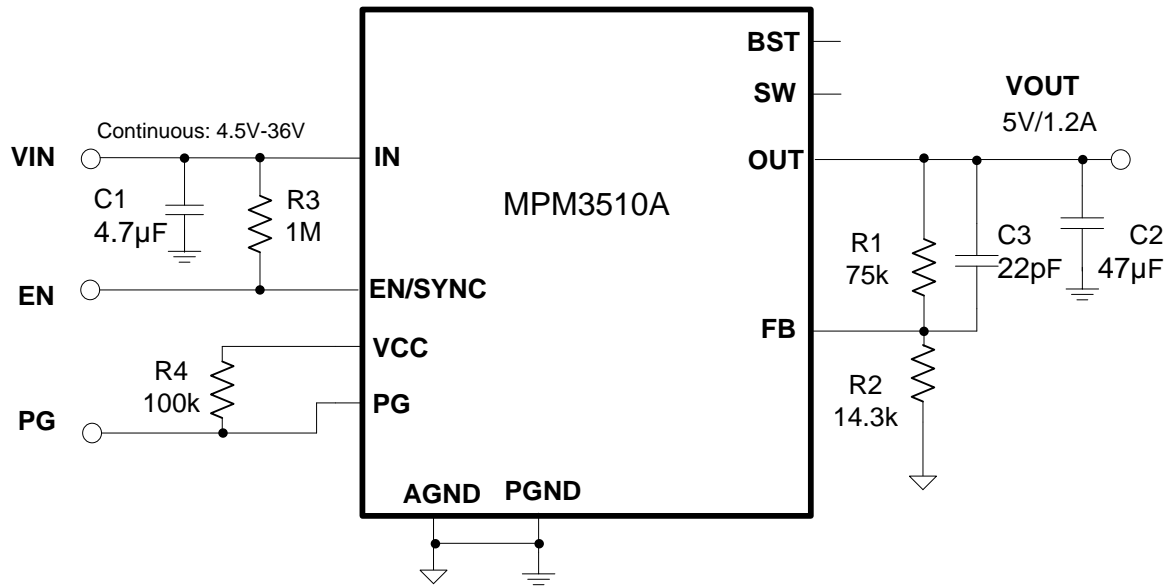 BST
SW
VOUT
5V/1.2A
Continuous: 4.5V-36V
VIN
IN
OUT
MPM3510A
C1
4.7µF
R3
1M
R1
75k
C3
22pF
C2
47µF
EN
EN/SYNC
FB
VCC
R4
100k
R2
14.3k
PG
PG
AGND
PGND